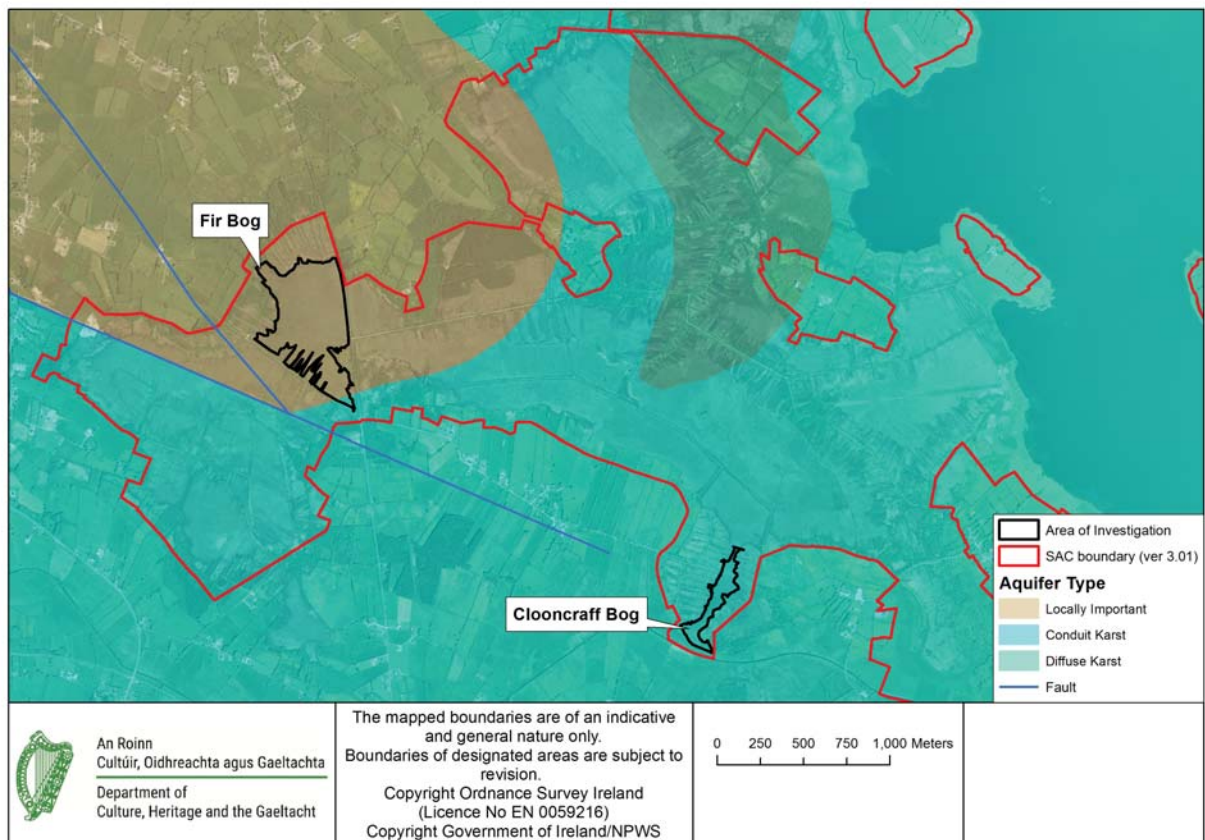 Fir Bog
Clooncraff Bog
Area of Investigation
SAC boundary (ver 3.01)
Aquifer Type
Locally Important
Conduit Karst
Diffuse Karst
Fault
An Roinn
Cultúir, Oidhreachta agus Gaeltachta
Department of
Culture, Heritage and the Gaeltacht
The mapped boundaries are of an indicative
and general nature only.
Boundaries of designated areas are subject to
revision.
Copyright Ordnance Survey Ireland
(Licence No EN 0059216)
Copyright Government of Ireland/NPWS
0 250 500 750 1,000 Meters